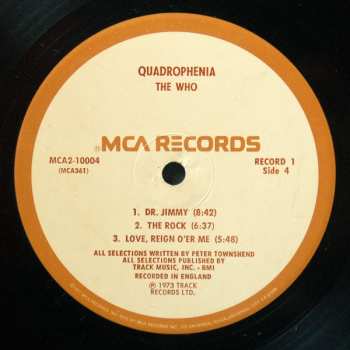 QUADROPHENIA
THE WHO
MCA RECORDS
MCA2-10004
(MCA361)
RECORD 1
Side 4
1. DR. JIMMY (8:42)
2. THE ROCK (6:37)
3. LOVE, REIGN O'ER ME (5:48)
ALL SELECTIONS WRITTEN BY PETER TOWNSHEND
ALL SELECTIONS PUBLISHED BY
TRACK MUSIC, INC. - BMI
RECORDED IN ENGLAND
℗ 1973 TRACK
RECORDS LTD.